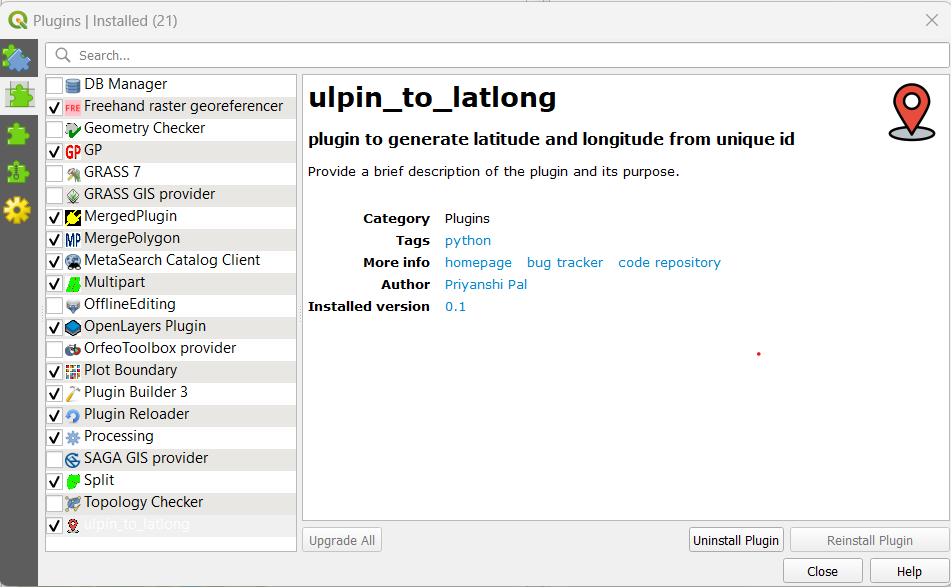 Plugins | Installed (21)
Search...
DB Manager
FRE Freehand raster georeferencer
Geometry Checker
GP GP
GRASS 7
GRASS GIS provider
MergedPlugin
MP MergePolygon
MetaSearch Catalog Client
Multipart
OfflineEditing
OpenLayers Plugin
OrfeoToolbox provider
Plot Boundary
Plugin Builder 3
Plugin Reloader
Processing
SAGA GIS provider
Split
Topology Checker
ulpin_to_latlong
ulpin_to_latlong
plugin to generate latitude and longitude from unique id
Provide a brief description of the plugin and its purpose.
Category Plugins
Tags python
More info homepage bug tracker code repository
Author Priyanshi Pal
Installed version 0.1
Upgrade All Uninstall Plugin Reinstall Plugin
Close Help